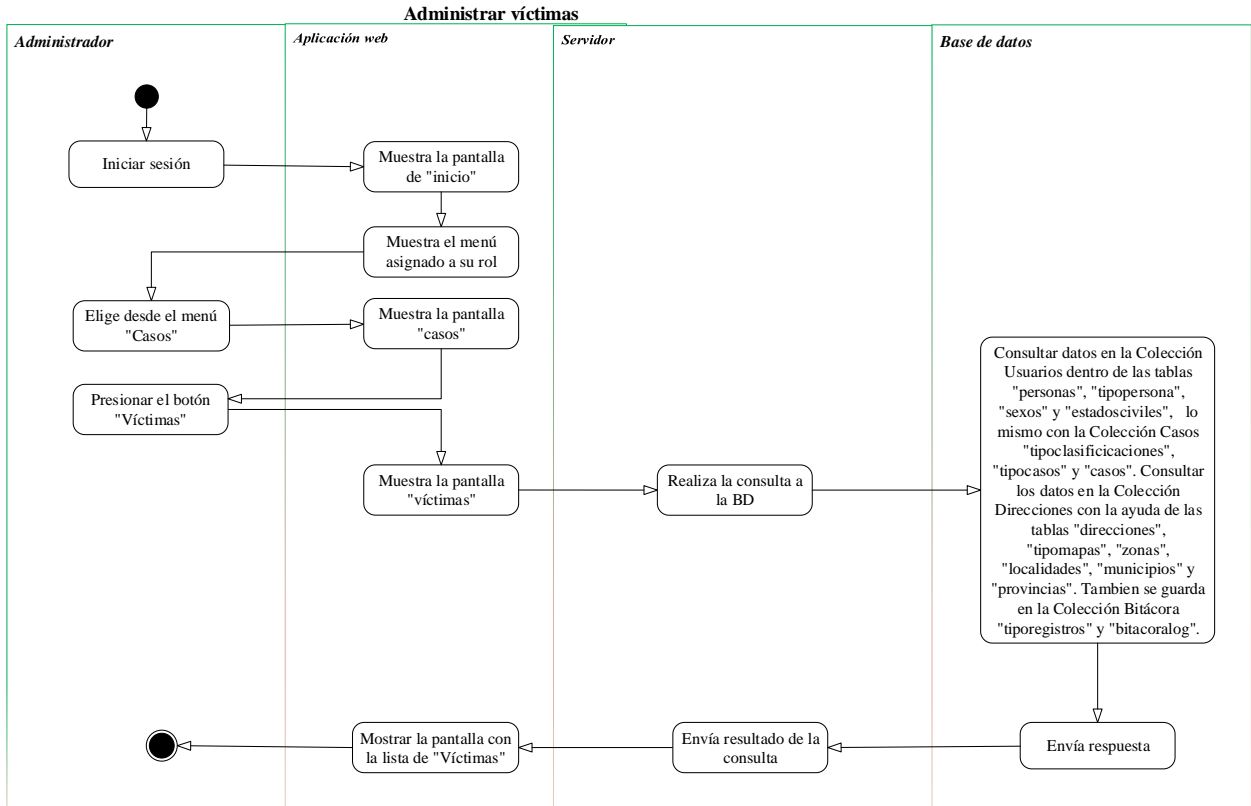 Administrar víctimas
Administrador
Aplicación web
Servidor
Base de datos
Iniciar sesión
Muestra la pantalla
de "inicio"
Muestra el menú
asignado a su rol
Elige desde el menú
"Casos"
Muestra la pantalla
"casos"
Presionar el botón
"Víctimas"
Muestra la pantalla
"víctimas"
Realiza la consulta a
la BD
Consultar datos en la Colección
Usuarios dentro de las tablas
"personas", "tipopersona",
"sexos" y "estadosciviles", lo
mismo con la Colección Casos
"tipoclasificicaciones",
"tipocasos" y "casos". Consultar
los datos en la Colección
Direcciones con la ayuda de las
tablas "direcciones",
"tipomapas", "zonas",
"localidades", "municipios" y
"provincias". Tambien se guarda
en la Colección Bitácora
"tiporegistros" y "bitacoralog".
Mostrar la pantalla con
la lista de "Víctimas"
Envía resultado de la
consulta
Envía respuesta